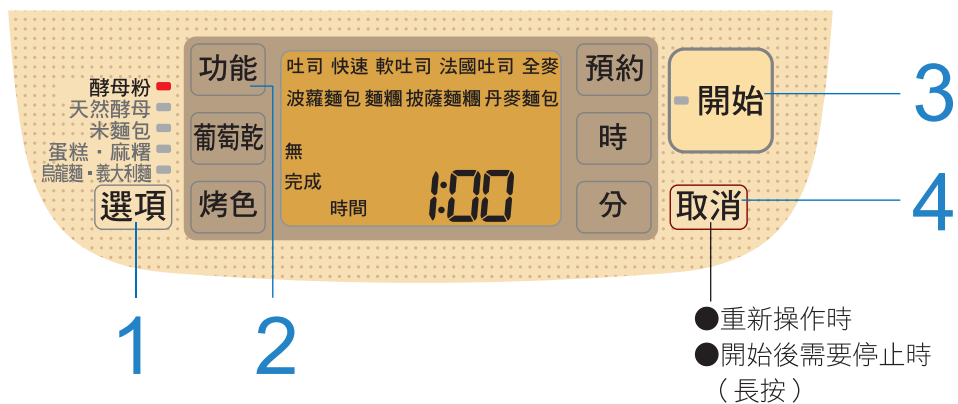 酵母粉
天然酵母
米麵包
蛋糕・麻糬
烏龍麵・義大利麵
選項
功能
葡萄乾
烤色
吐司 快速 軟吐司 法國吐司 全麥
波蘿麵包 麵糰 披薩麵糰 丹麥麵包
無
完成
時間 1:00
預約
時
分
開始
取消
3
4
1
2
●重新操作時
●開始後需要停止時
（長按）